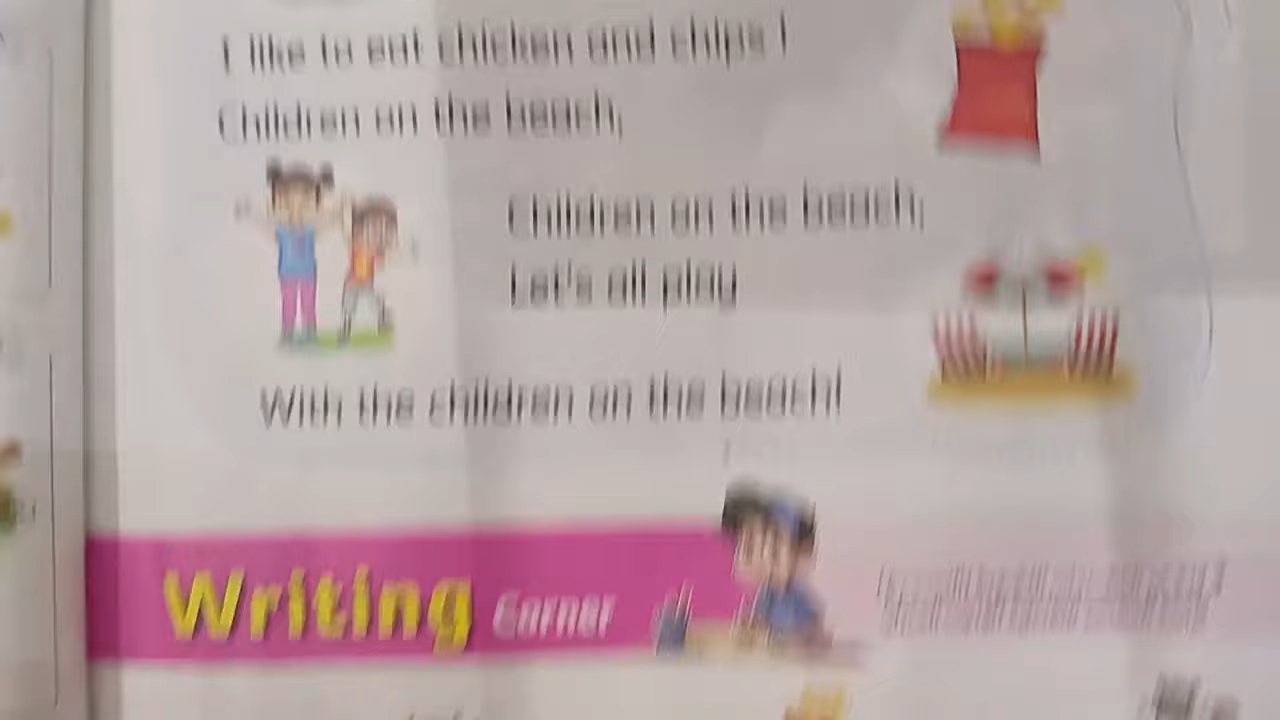 I like to eat chicken and chips !
Children on the beach,
Children on the beach,
Let's all play
With the children on the beach!
Writing Corner